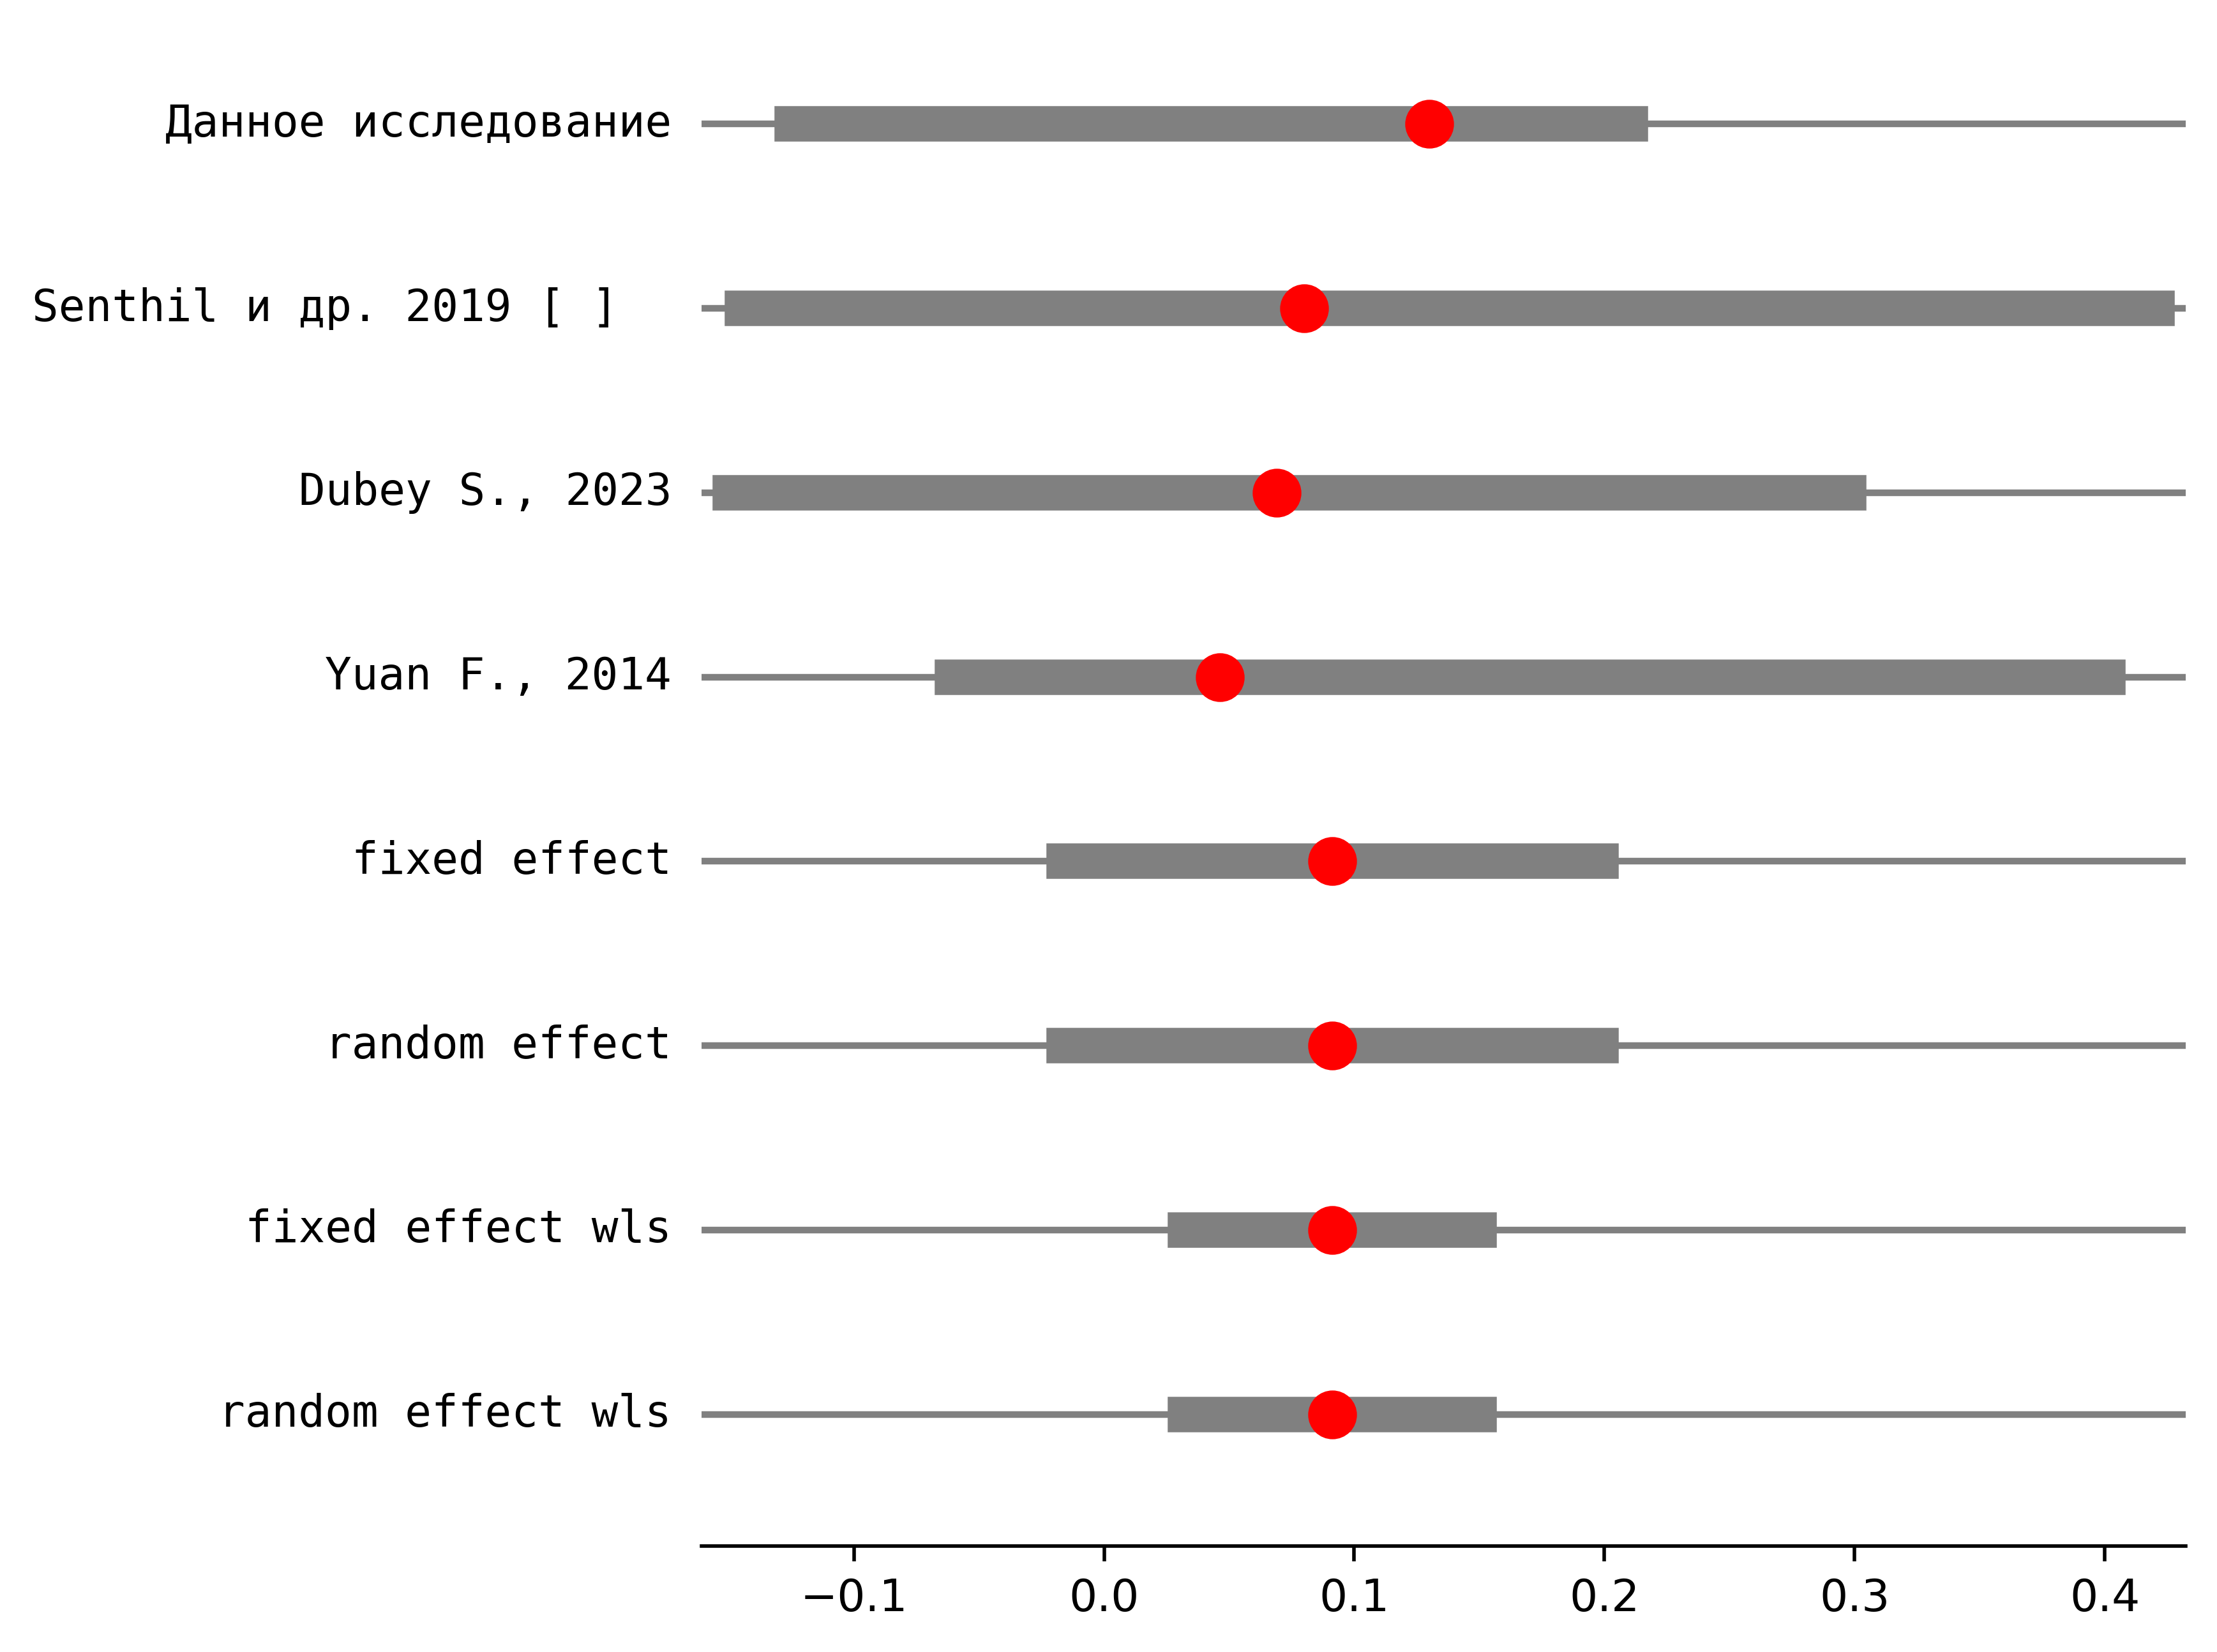 Данное исследование
Senthil и др. 2019 [ ]
Dubey S., 2023
Yuan F., 2014
fixed effect
random effect
fixed effect wls
random effect wls
−0.1 0.0 0.1 0.2 0.3 0.4